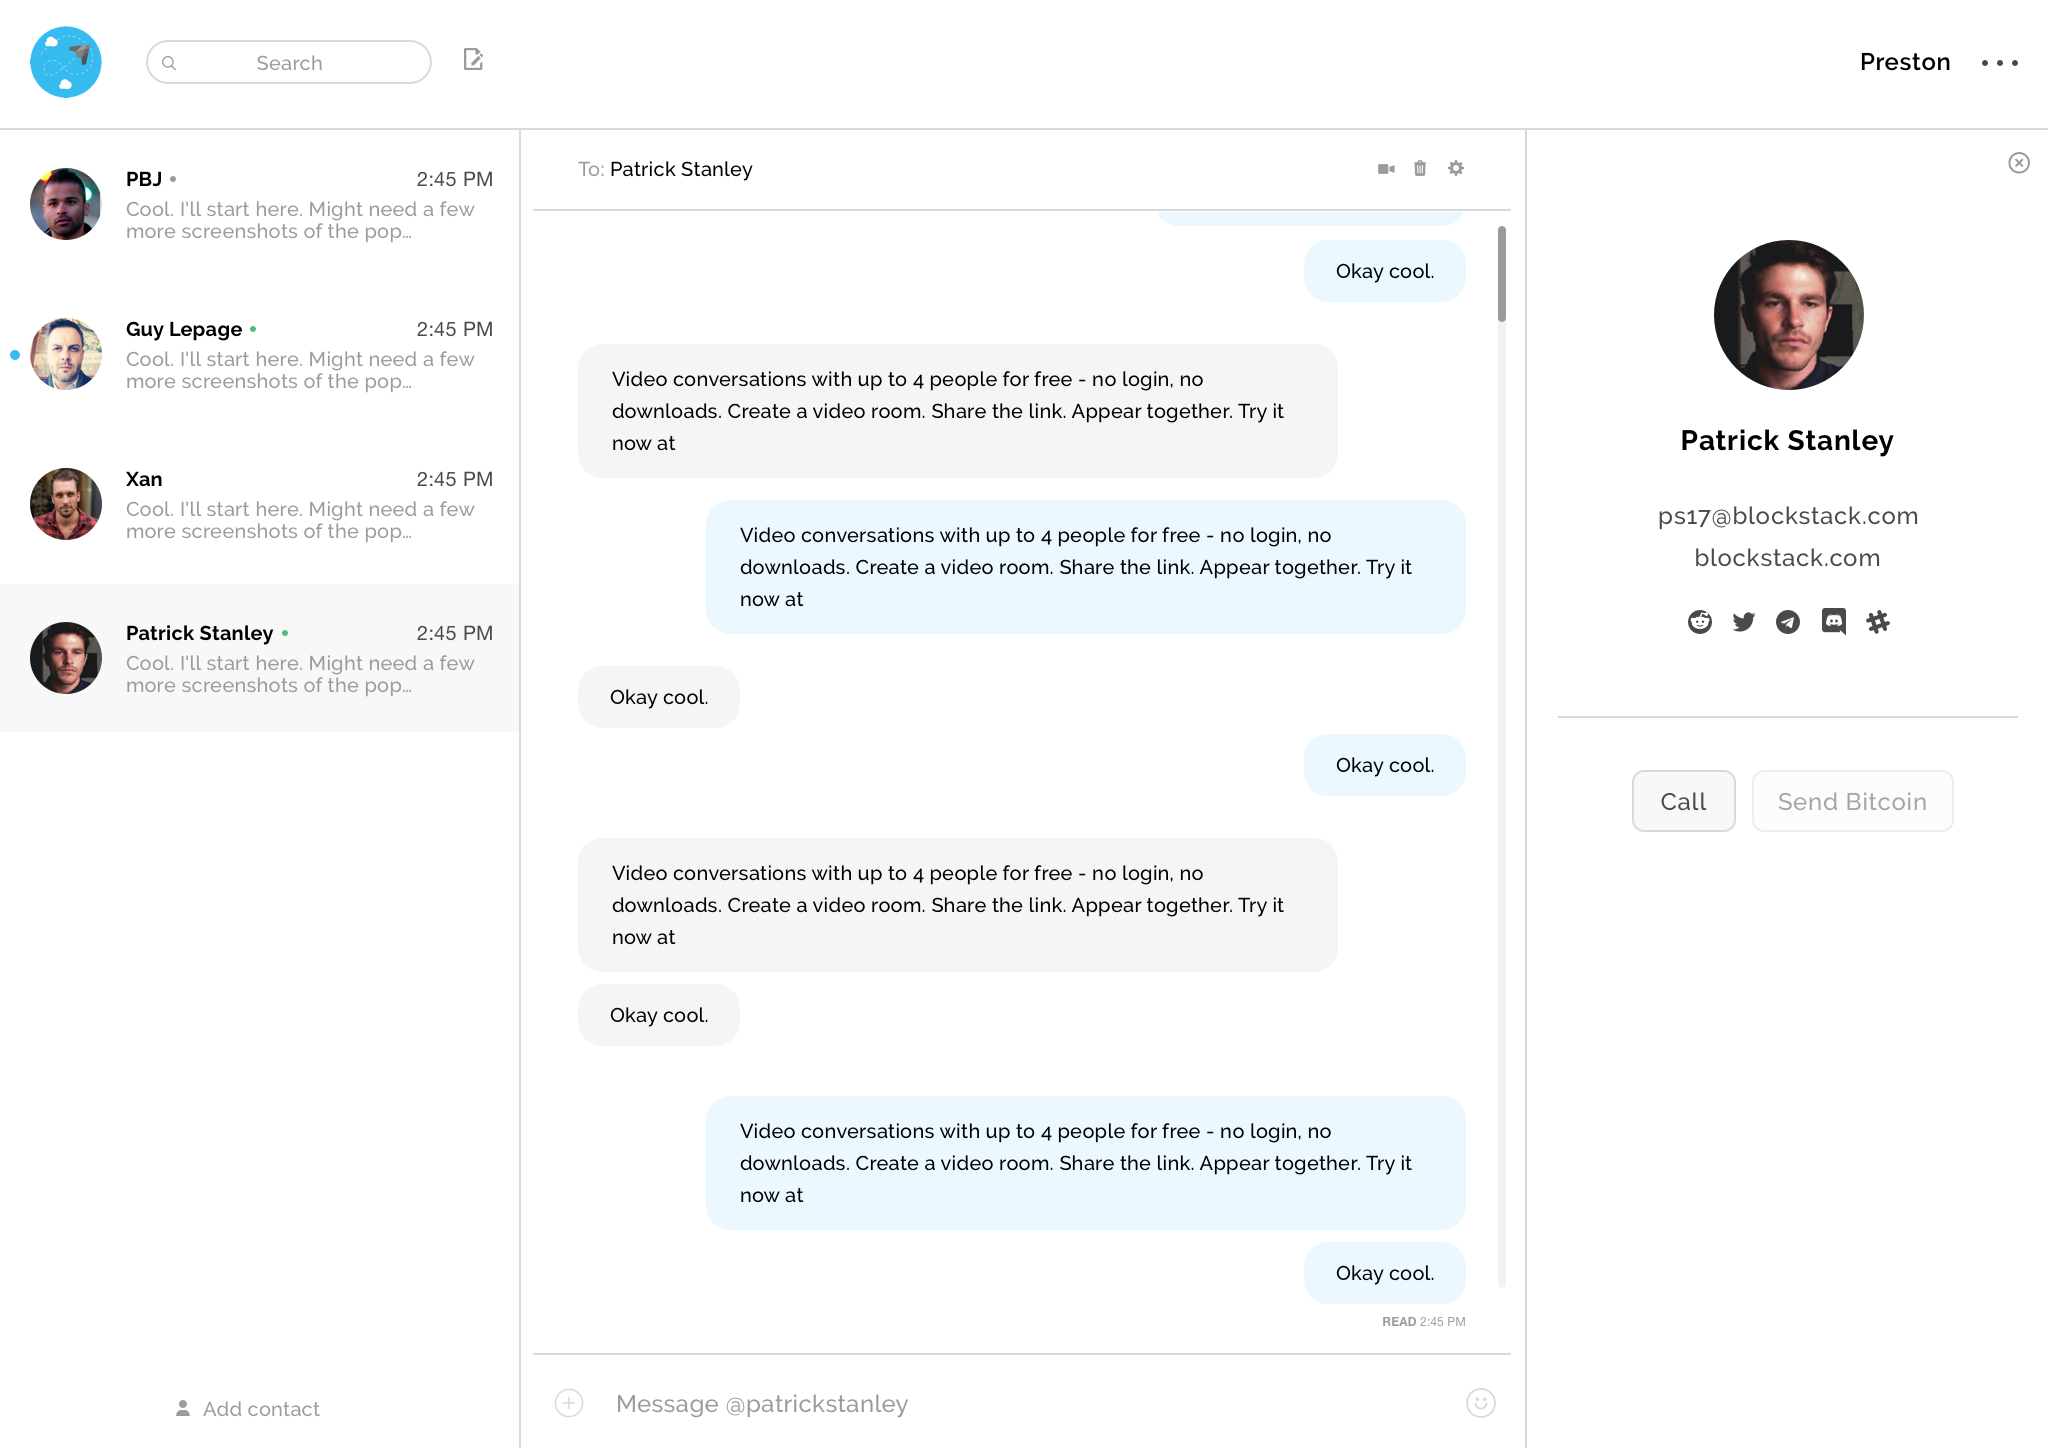 Search
Preston
PBJ
2:45 PM
Cool. I'll start here. Might need a few
more screenshots of the pop...
Guy Lepage
2:45 PM
Cool. I'll start here. Might need a few
more screenshots of the pop...
Xan
2:45 PM
Cool. I'll start here. Might need a few
more screenshots of the pop...
Patrick Stanley
2:45 PM
Cool. I'll start here. Might need a few
more screenshots of the pop...
Add contact
To: Patrick Stanley
Okay cool.
Video conversations with up to 4 people for free - no login, no
downloads. Create a video room. Share the link. Appear together. Try it
now at
Video conversations with up to 4 people for free - no login, no
downloads. Create a video room. Share the link. Appear together. Try it
now at
Okay cool.
Okay cool.
Video conversations with up to 4 people for free - no login, no
downloads. Create a video room. Share the link. Appear together. Try it
now at
Okay cool.
Video conversations with up to 4 people for free - no login, no
downloads. Create a video room. Share the link. Appear together. Try it
now at
Okay cool.
READ 2:45 PM
Message @patrickstanley
Patrick Stanley
ps17@blockstack.com
blockstack.com
Call
Send Bitcoin